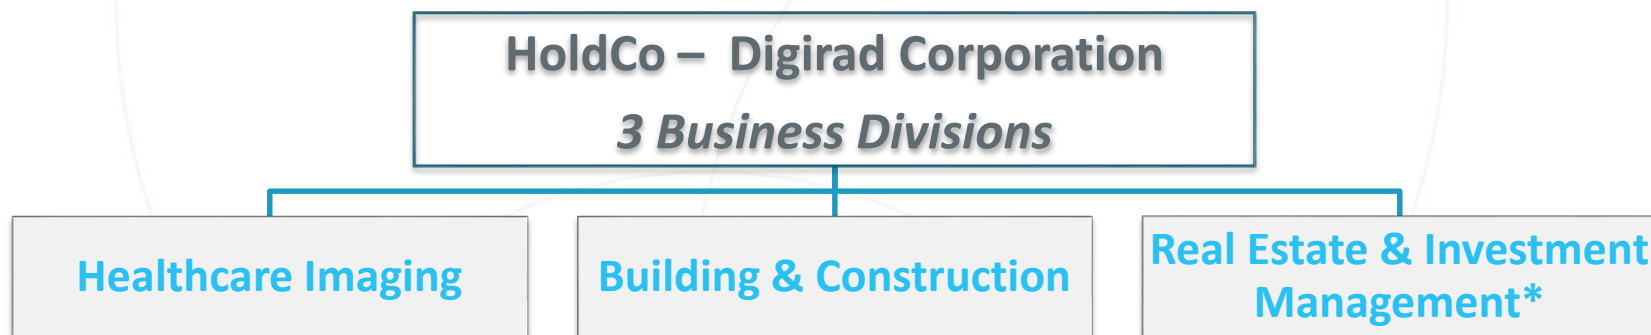 HoldCo – Digirad Corporation
3 Business Divisions
Healthcare Imaging
Building & Construction
Real Estate & Investment
Management*